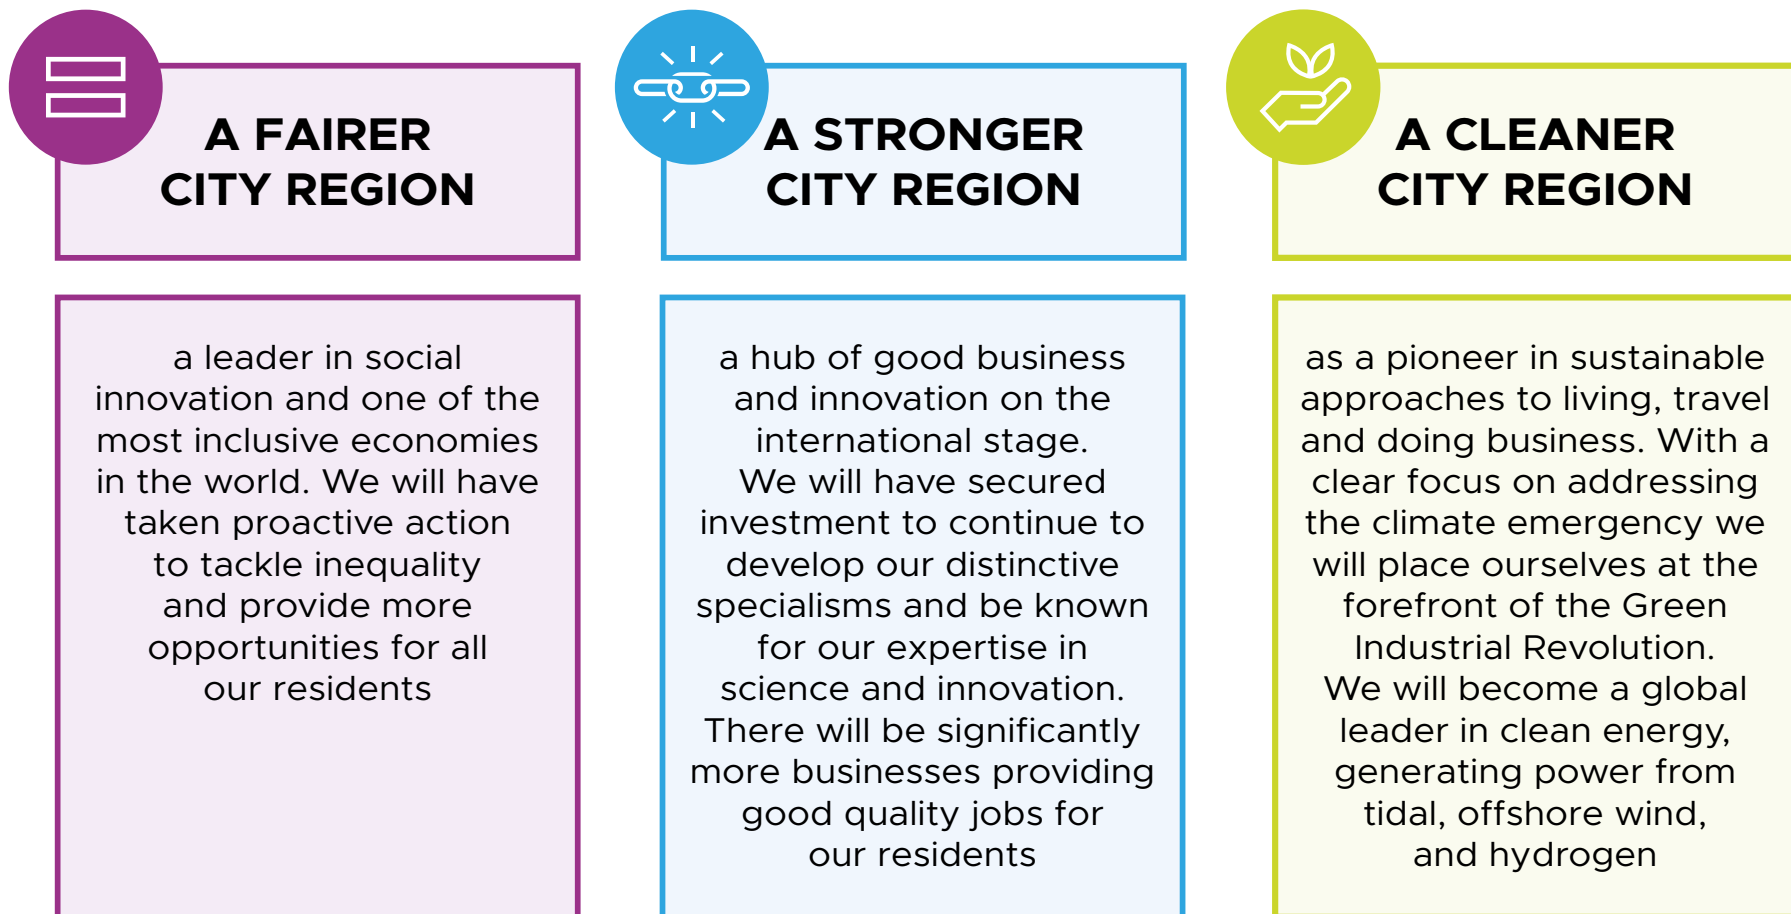 A FAIRER
CITY REGION
a leader in social
innovation and one of the
most inclusive economies
in the world. We will have
taken proactive action
to tackle inequality
and provide more
opportunities for all
our residents
A STRONGER
CITY REGION
a hub of good business
and innovation on the
international stage.
We will have secured
investment to continue to
develop our distinctive
specialisms and be known
for our expertise in
science and innovation.
There will be significantly
more businesses providing
good quality jobs for
our residents
A CLEANER
CITY REGION
as a pioneer in sustainable
approaches to living, travel
and doing business. With a
clear focus on addressing
the climate emergency we
will place ourselves at the
forefront of the Green
Industrial Revolution.
We will become a global
leader in clean energy,
generating power from
tidal, offshore wind,
and hydrogen